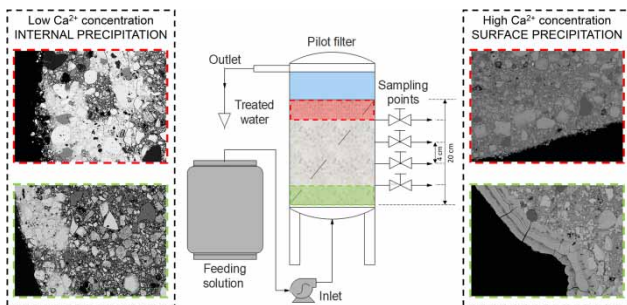 Low Ca²⁺ concentration
INTERNAL PRECIPITATION
Pilot filter
High Ca²⁺ concentration
SURFACE PRECIPITATION
Outlet
Sampling
points
Treated
water
4 cm
20 cm
Feeding
solution
Inlet